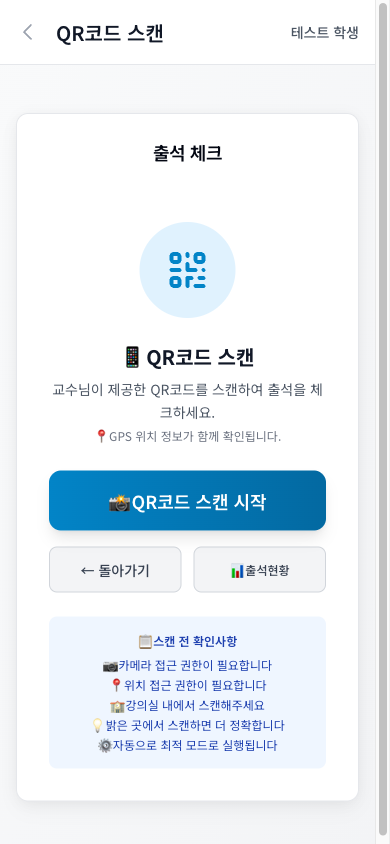 QR코드 스캔
테스트 학생
출석 체크
📱 QR코드 스캔
교수님이 제공한 QR코드를 스캔하여 출석을 체
크하세요.
📍GPS 위치 정보가 함께 확인됩니다.
📸QR코드 스캔 시작
← 돌아가기
📊출석현황
📋스캔 전 확인사항
📷카메라 접근 권한이 필요합니다
📍위치 접근 권한이 필요합니다
🏫강의실 내에서 스캔해주세요
💡밝은 곳에서 스캔하면 더 정확합니다
⚙️자동으로 최적 모드로 실행됩니다